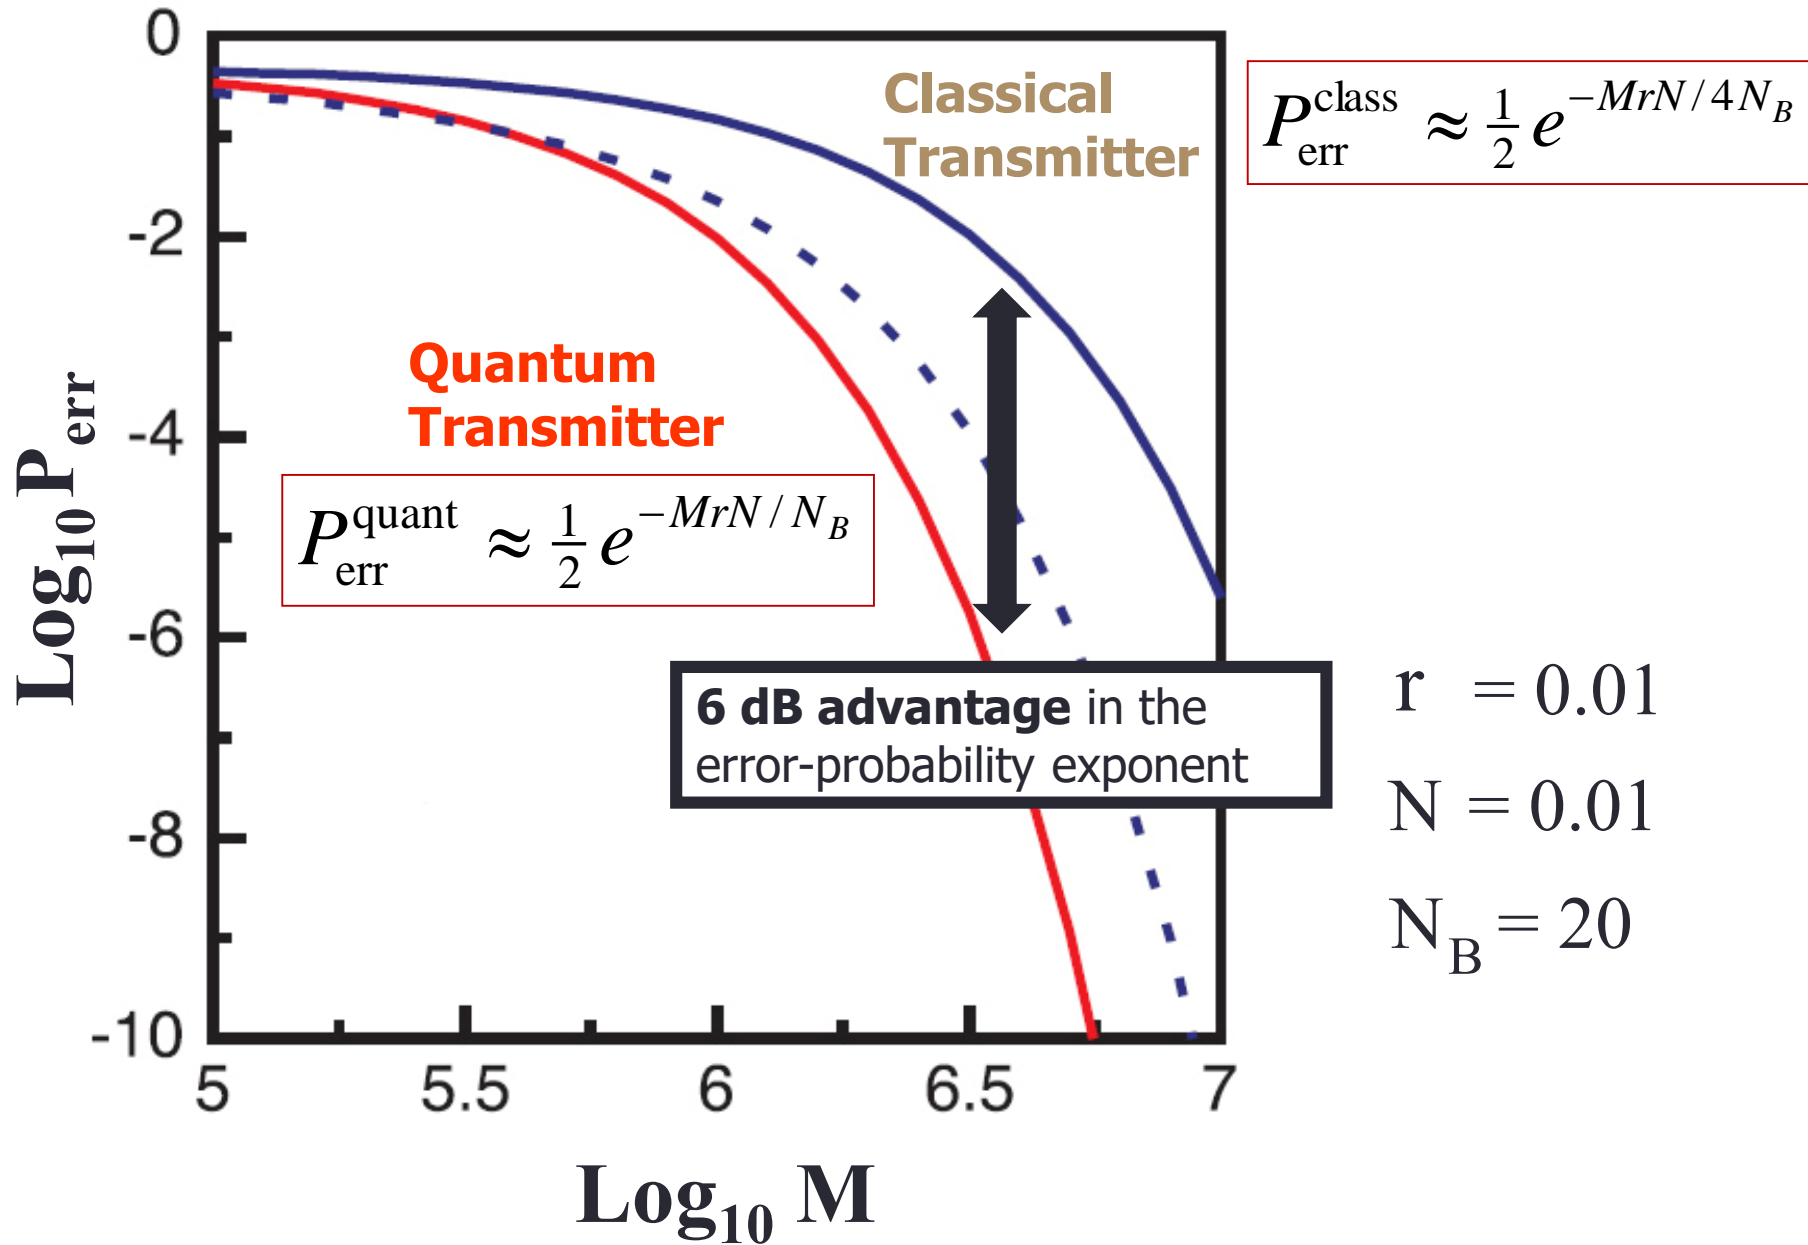 0
-2
-4
-6
-8
-10
Log₁₀ P err
Classical
Transmitter
P_err^class ≈ ½ e^{−MrN/4N_B}
Quantum
Transmitter
P_err^quant ≈ ½ e^{−MrN/N_B}
6 dB advantage in the
error-probability exponent
r = 0.01
N = 0.01
N_B = 20
5 5.5 6 6.5 7
Log₁₀ M